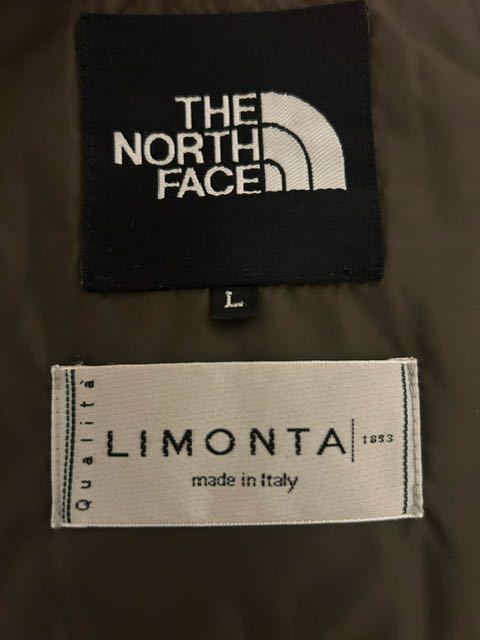 THE
NORTH
FACE
L
Qualità
LIMONTA 1893
made in Italy